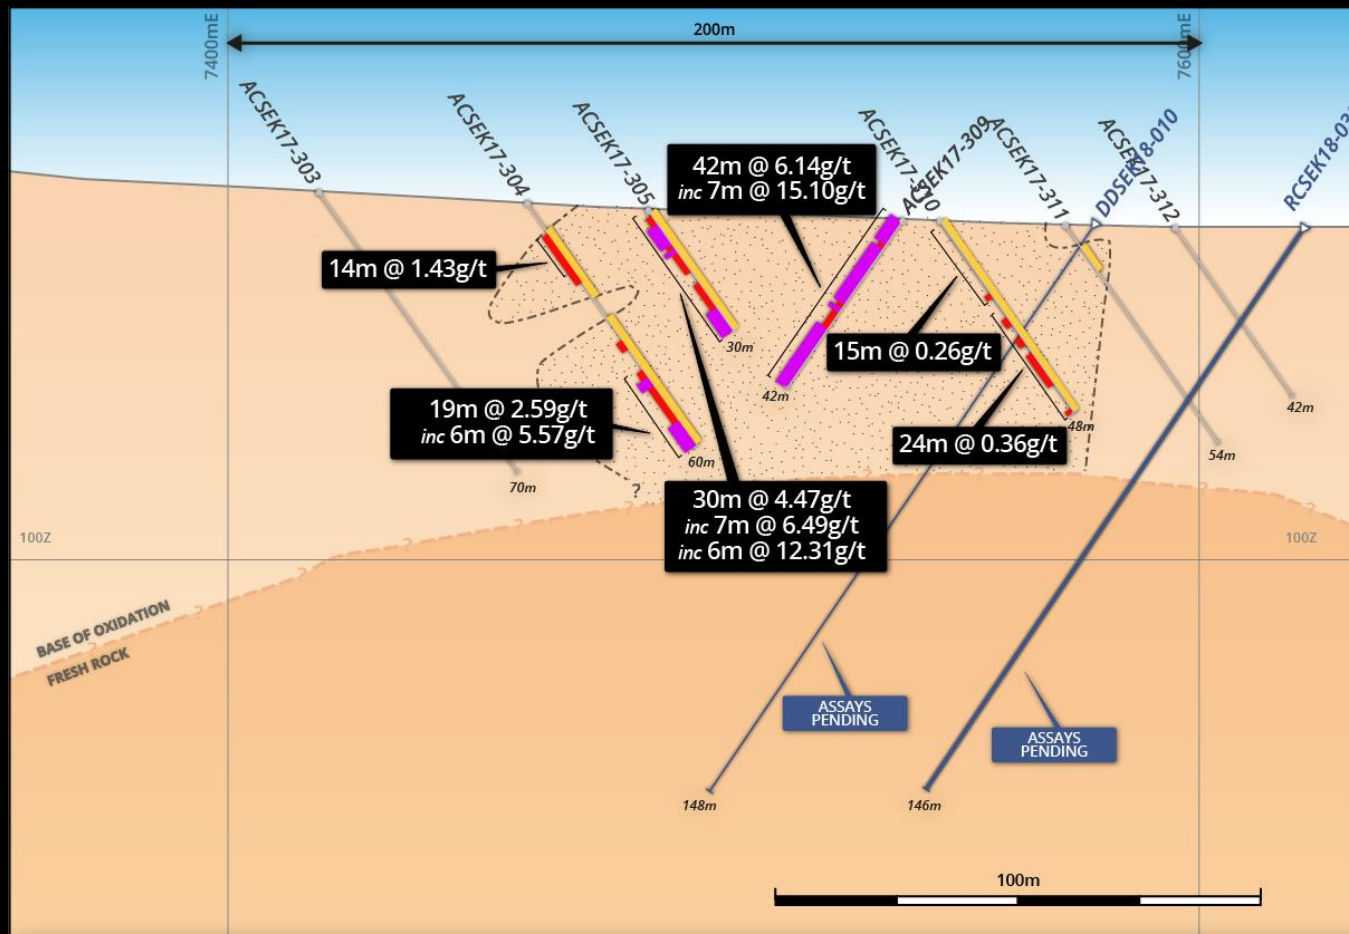 200m
7400mE
7600mE
ACSEK17-303
ACSEK17-304
ACSEK17-305
ACSEK17-309
ACSEK17-311
DDSEK18-010
ACSEK17-312
42m @ 6.14g/t
inc 7m @ 15.10g/t
14m @ 1.43g/t
15m @ 0.26g/t
19m @ 2.59g/t
inc 6m @ 5.57g/t
24m @ 0.36g/t
30m @ 4.47g/t
inc 7m @ 6.49g/t
inc 6m @ 12.31g/t
30m
42m
42m
48m
54m
60m
70m
?
?
?
?
?
?
?
?
?
100Z
100Z
BASE OF OXIDATION
FRESH ROCK
ASSAYS
PENDING
ASSAYS
PENDING
148m
146m
100m